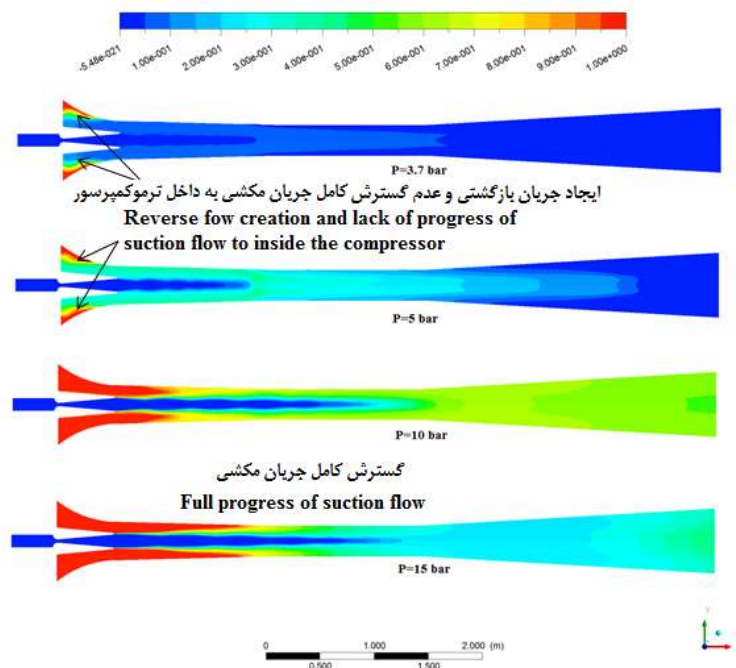 -5.48e-021 1.00e-001 2.00e-001 3.00e-001 4.00e-001 5.00e-001 6.00e-001 7.00e-001 8.00e-001 9.00e-001 1.00e+000
P=3.7 bar
ایجاد جریان بازگشتی و عدم گسترش کامل جریان مکشی به داخل ترموکمپرسور
Reverse fow creation and lack of progress of
suction flow to inside the compressor
P=5 bar
P=10 bar
گسترش کامل جریان مکشی
Full progress of suction flow
P=15 bar
0 1.000 2.000 (m)
0.500 1.500